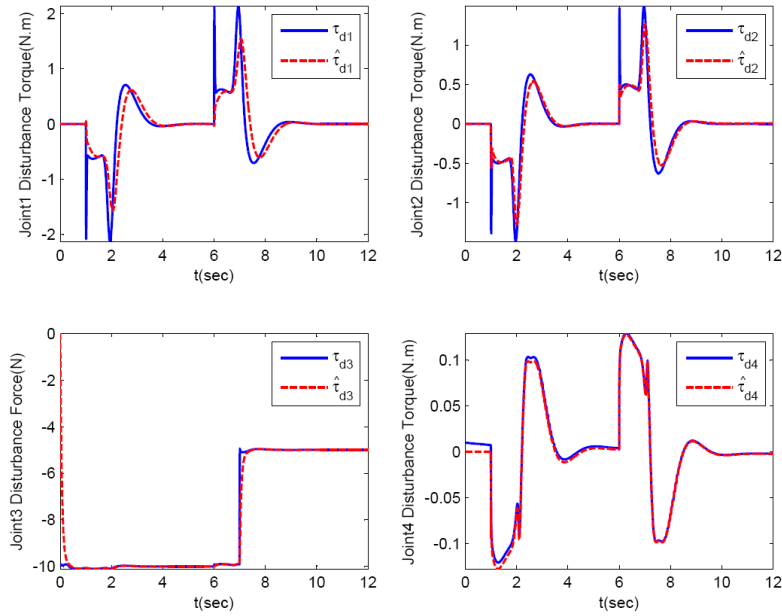 Joint1 Disturbance Torque(N.m)
2
1
0
-1
-2
0 2 4 6 8 10 12
t(sec)
τd1
τ̂d1
Joint2 Disturbance Torque(N.m)
1
0.5
0
-0.5
-1
0 2 4 6 8 10 12
t(sec)
τd2
τ̂d2
Joint3 Disturbance Force(N)
0
-2
-4
-6
-8
-10
0 2 4 6 8 10 12
t(sec)
τd3
τ̂d3
Joint4 Disturbance Torque(N.m)
0.1
0.05
0
-0.05
-0.1
0 2 4 6 8 10 12
t(sec)
τd4
τ̂d4